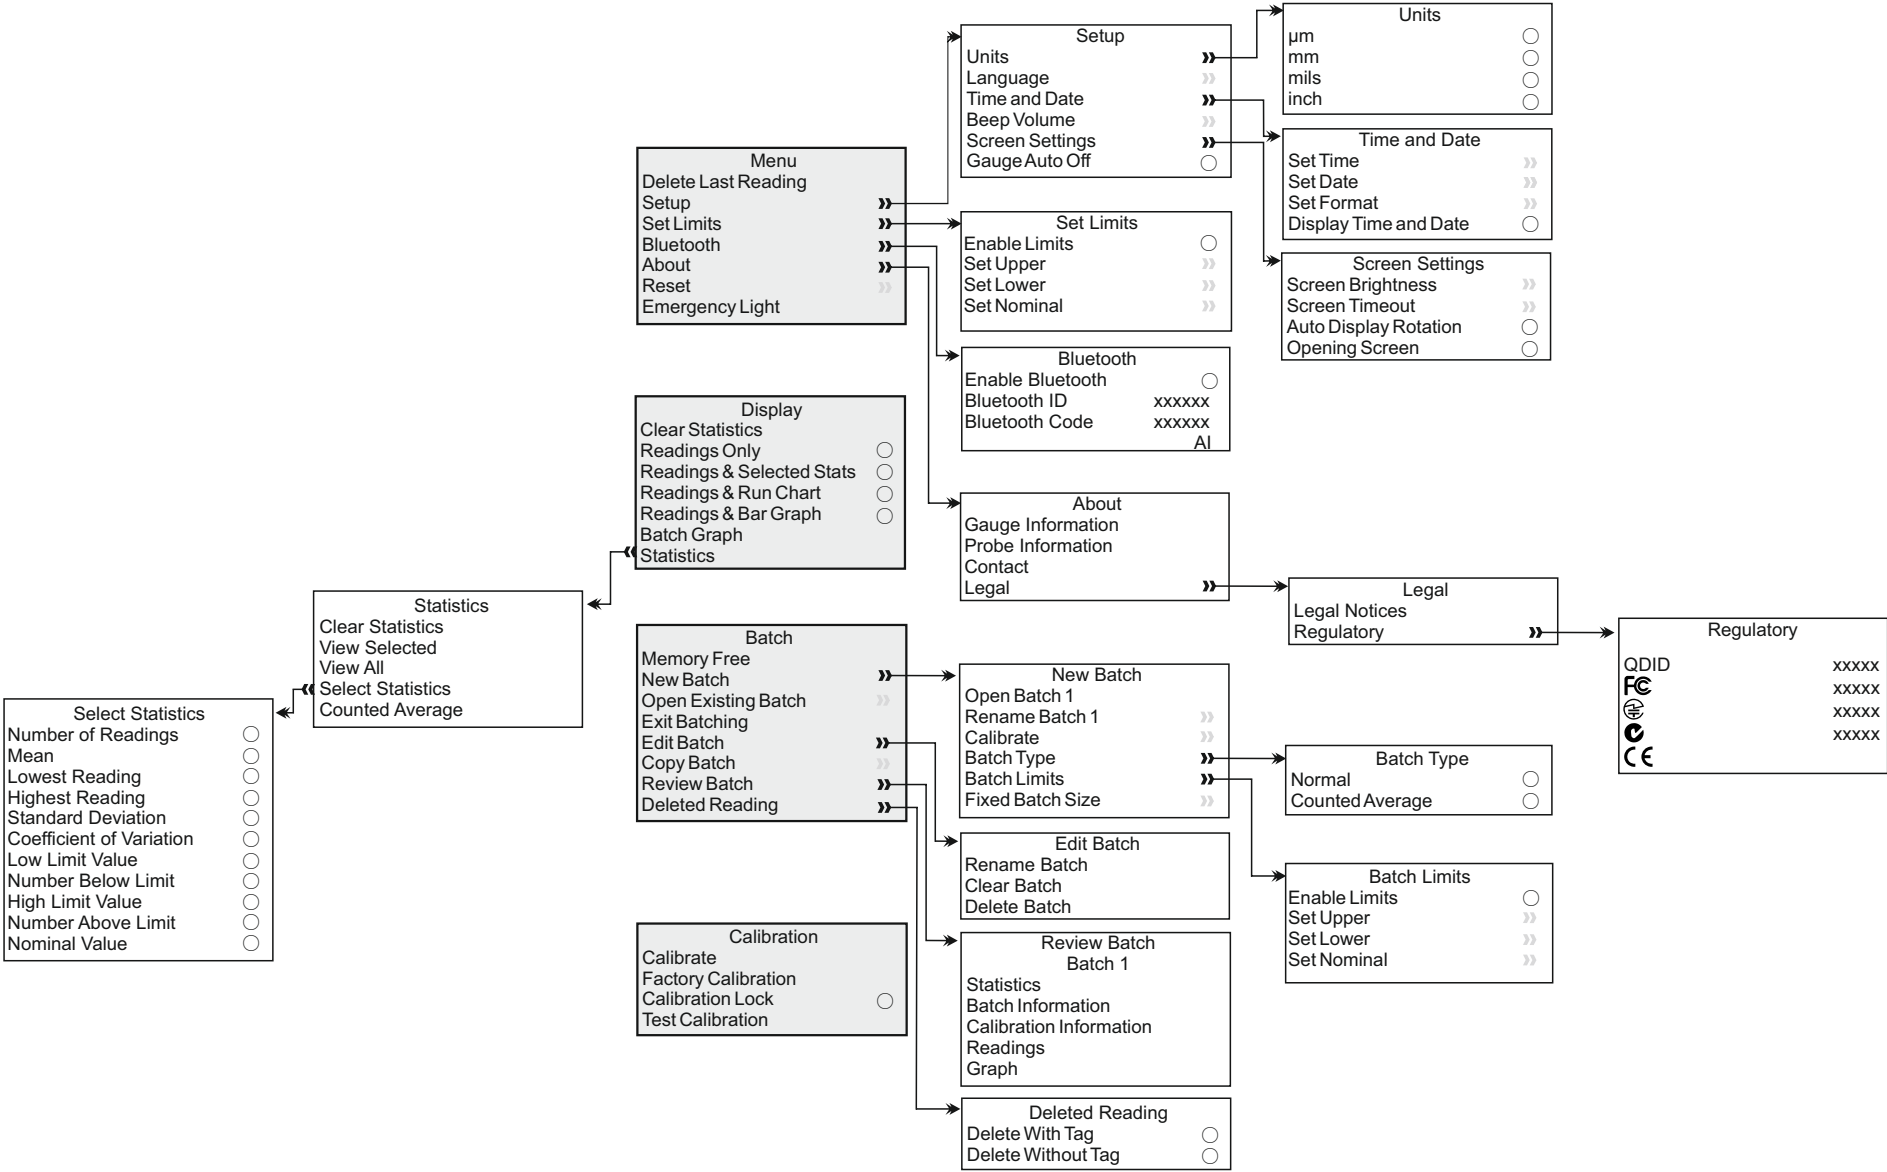 Units
µm
mm
mils
inch
Setup
Units
Language
Time and Date
Beep Volume
Screen Settings
Gauge Auto Off
Time and Date
Set Time
Set Date
Set Format
Display Time and Date
Menu
Delete Last Reading
Setup
Set Limits
Bluetooth
About
Reset
Emergency Light
Set Limits
Enable Limits
Set Upper
Set Lower
Set Nominal
Screen Settings
Screen Brightness
Screen Timeout
Auto Display Rotation
Opening Screen
Bluetooth
Enable Bluetooth
Bluetooth ID xxxxxx
Bluetooth Code xxxxxx
AI
Display
Clear Statistics
Readings Only
Readings & Selected Stats
Readings & Run Chart
Readings & Bar Graph
Batch Graph
Statistics
About
Gauge Information
Probe Information
Contact
Legal
Legal
Legal Notices
Regulatory
Regulatory
QDID xxxxx
FC xxxxx
xxxxx
xxxxx
CE
Statistics
Clear Statistics
View Selected
View All
Select Statistics
Counted Average
Select Statistics
Number of Readings
Mean
Lowest Reading
Highest Reading
Standard Deviation
Coefficient of Variation
Low Limit Value
Number Below Limit
High Limit Value
Number Above Limit
Nominal Value
Batch
Memory Free
New Batch
Open Existing Batch
Exit Batching
Edit Batch
Copy Batch
Review Batch
Deleted Reading
New Batch
Open Batch 1
Rename Batch 1
Calibrate
Batch Type
Batch Limits
Fixed Batch Size
Batch Type
Normal
Counted Average
Edit Batch
Rename Batch
Clear Batch
Delete Batch
Batch Limits
Enable Limits
Set Upper
Set Lower
Set Nominal
Calibration
Calibrate
Factory Calibration
Calibration Lock
Test Calibration
Review Batch
Batch 1
Statistics
Batch Information
Calibration Information
Readings
Graph
Deleted Reading
Delete With Tag
Delete Without Tag